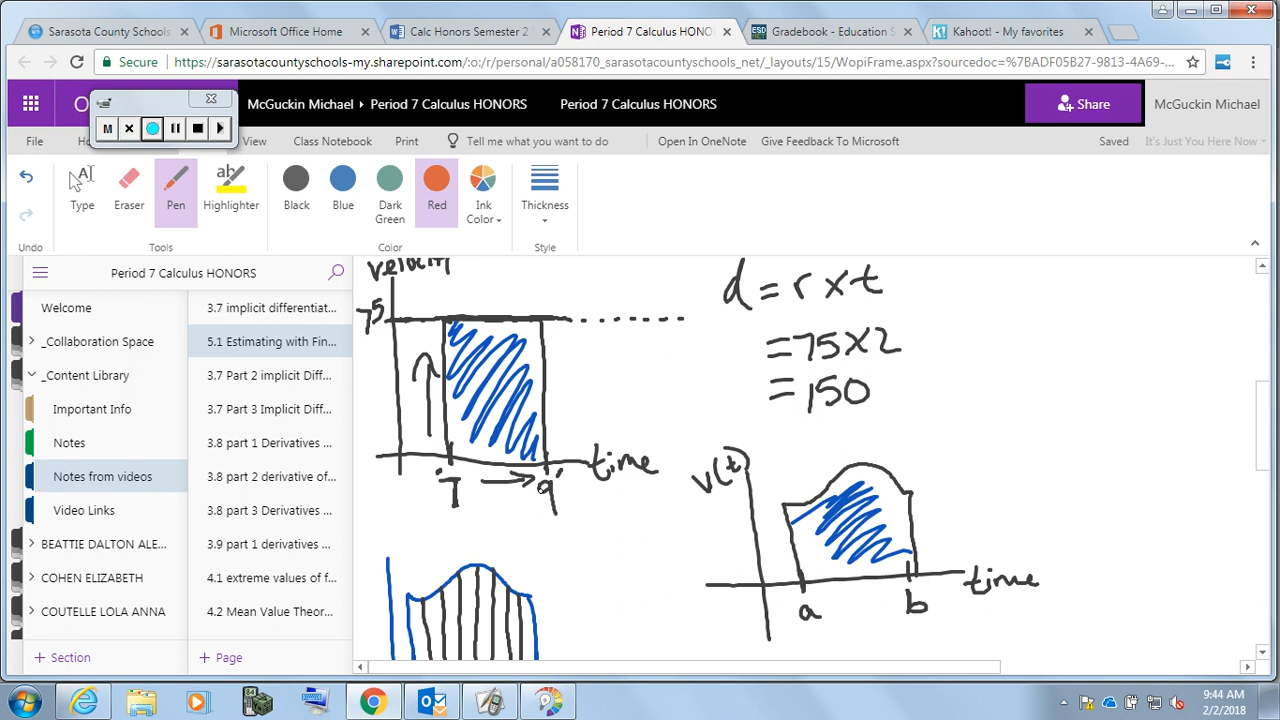 Sarasota County Schools
Microsoft Office Home
Calc Honors Semester 2
Period 7 Calculus HONO
Gradebook - Education S
Kahoot! - My favorites
Secure
https://sarasotacountyschools-my.sharepoint.com/:o:/r/personal/a058170_sarasotacountyschools_net/_layouts/15/WopiFrame.aspx?sourcedoc=%7BADF05B27-9813-4A69-...
McGuckin Michael
Period 7 Calculus HONORS
Period 7 Calculus HONORS
Share
McGuckin Michael
M
File
View
Class Notebook
Tell me what you want to do
Open In OneNote
Give Feedback To Microsoft
Saved
It's Just You Here Now
Type
Eraser
Pen
Highlighter
Black
Blue
Dark Green
Red
Ink Color
Thickness
Undo
Tools
Color
Style
Period 7 Calculus HONORS
Welcome
_Collaboration Space
_Content Library
Important Info
Notes
Notes from videos
Video Links
BEATTIE DALTON ALE...
COHEN ELIZABETH
COUTELLE LOLA ANNA
+ Section
3.7 implicit differentiat...
5.1 Estimating with Fin...
3.7 Part 2 implicit Diff...
3.7 Part 3 Implicit Diff...
3.8 part 1 Derivatives ...
3.8 part 2 derivative of...
3.8 part 3 Derivatives ...
3.9 part 1 derivatives ...
4.1 extreme values of f...
4.2 Mean Value Theor...
+ Page
velocity
75
time
7
9
d = r x t
= 75 x 2
= 150
v(t)
time
a
b
9:44 AM
2/2/2018